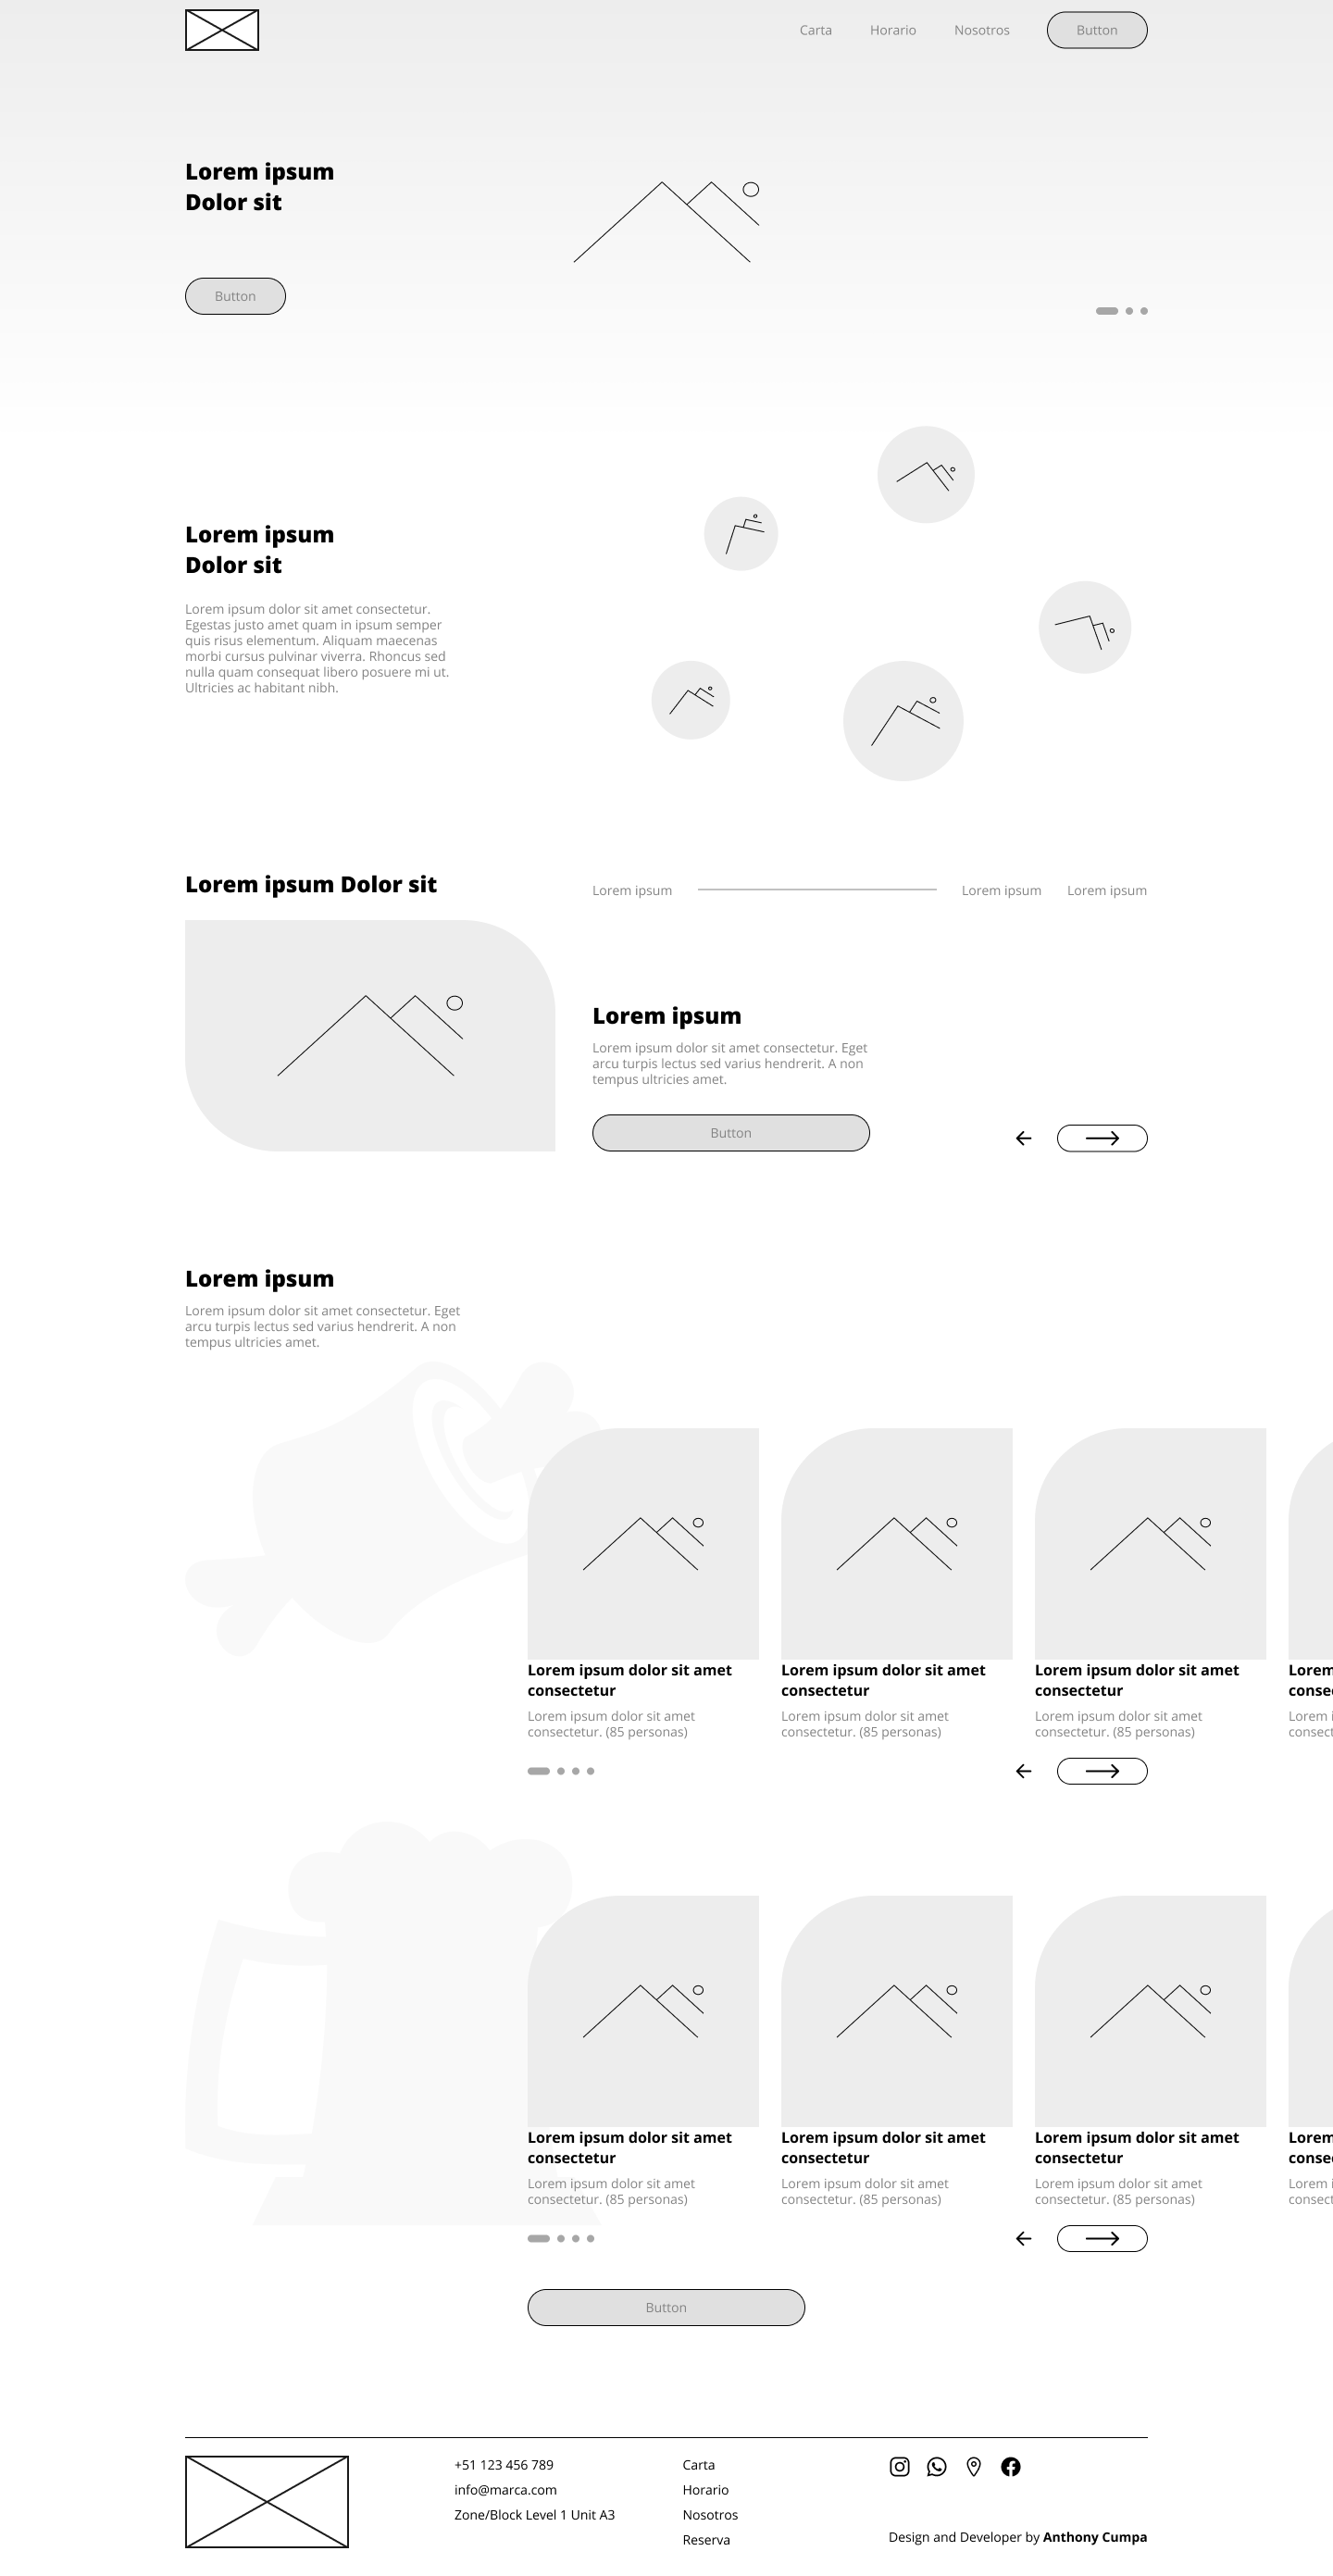 Carta Horario Nosotros Button
Lorem ipsum
Dolor sit
Button
Lorem ipsum
Dolor sit
Lorem ipsum dolor sit amet consectetur.
Egestas justo amet quam in ipsum semper
quis risus elementum. Aliquam maecenas
morbi cursus pulvinar viverra. Rhoncus sed
nulla quam consequat libero posuere mi ut.
Ultricies ac habitant nibh.
Lorem ipsum Dolor sit
Lorem ipsum Lorem ipsum Lorem ipsum
Lorem ipsum
Lorem ipsum dolor sit amet consectetur. Eget
arcu turpis lectus sed varius hendrerit. A non
tempus ultricies amet.
Button
Lorem ipsum
Lorem ipsum dolor sit amet consectetur. Eget
arcu turpis lectus sed varius hendrerit. A non
tempus ultricies amet.
Lorem ipsum dolor sit amet
consectetur
Lorem ipsum dolor sit amet
consectetur. (85 personas)
Lorem ipsum dolor sit amet
consectetur
Lorem ipsum dolor sit amet
consectetur. (85 personas)
Lorem ipsum dolor sit amet
consectetur
Lorem ipsum dolor sit amet
consectetur. (85 personas)
Lorem
Lorem
Lorem ipsum dolor sit amet
consectetur
Lorem ipsum dolor sit amet
consectetur. (85 personas)
Lorem ipsum dolor sit amet
consectetur
Lorem ipsum dolor sit amet
consectetur. (85 personas)
Lorem ipsum dolor sit amet
consectetur
Lorem ipsum dolor sit amet
consectetur. (85 personas)
Lorem
Lorem
Button
+51 123 456 789
info@marca.com
Zone/Block Level 1 Unit A3
Carta
Horario
Nosotros
Reserva
Design and Developer by Anthony Cumpa